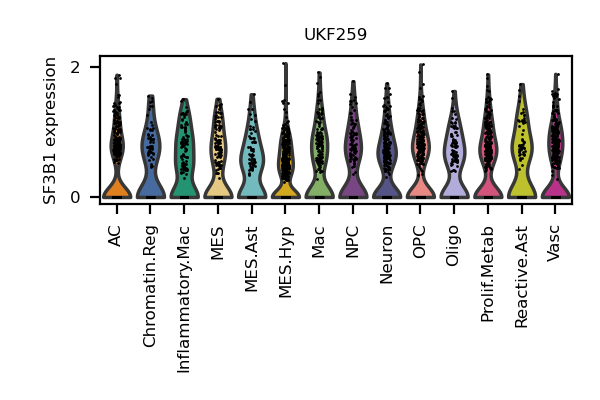 UKF259
SF3B1 expression
2
0
AC
Chromatin.Reg
Inflammatory.Mac
MES
MES.Ast
MES.Hyp
Mac
NPC
Neuron
OPC
Oligo
Prolif.Metab
Reactive.Ast
Vasc